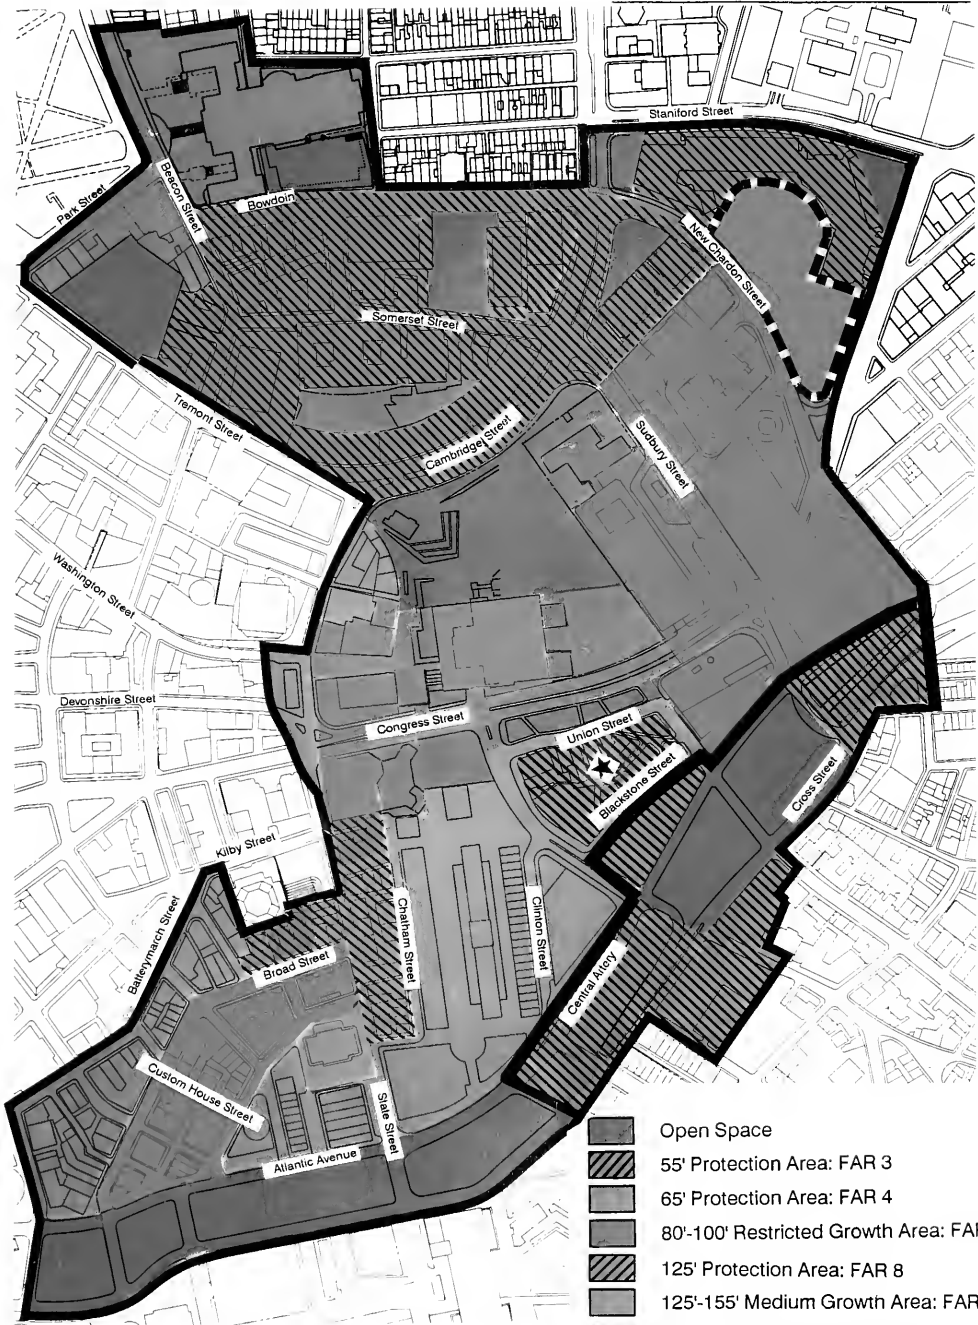 Staniford Street
Park Street
Beacon Street
Bowdoin
New Chardon Street
Somerset Street
Tremont Street
Cambridge Street
Sudbury Street
Washington Street
Devonshire Street
Congress Street
Union Street
Blackstone Street
Cross Street
Kilby Street
Batterymarch Street
Chatham Street
Clinton Street
Broad Street
Central Artery
Custom House Street
State Street
Atlantic Avenue
Open Space
55' Protection Area: FAR 3
65' Protection Area: FAR 4
80'-100' Restricted Growth Area: FA
125' Protection Area: FAR 8
125'-155' Medium Growth Area: FAR